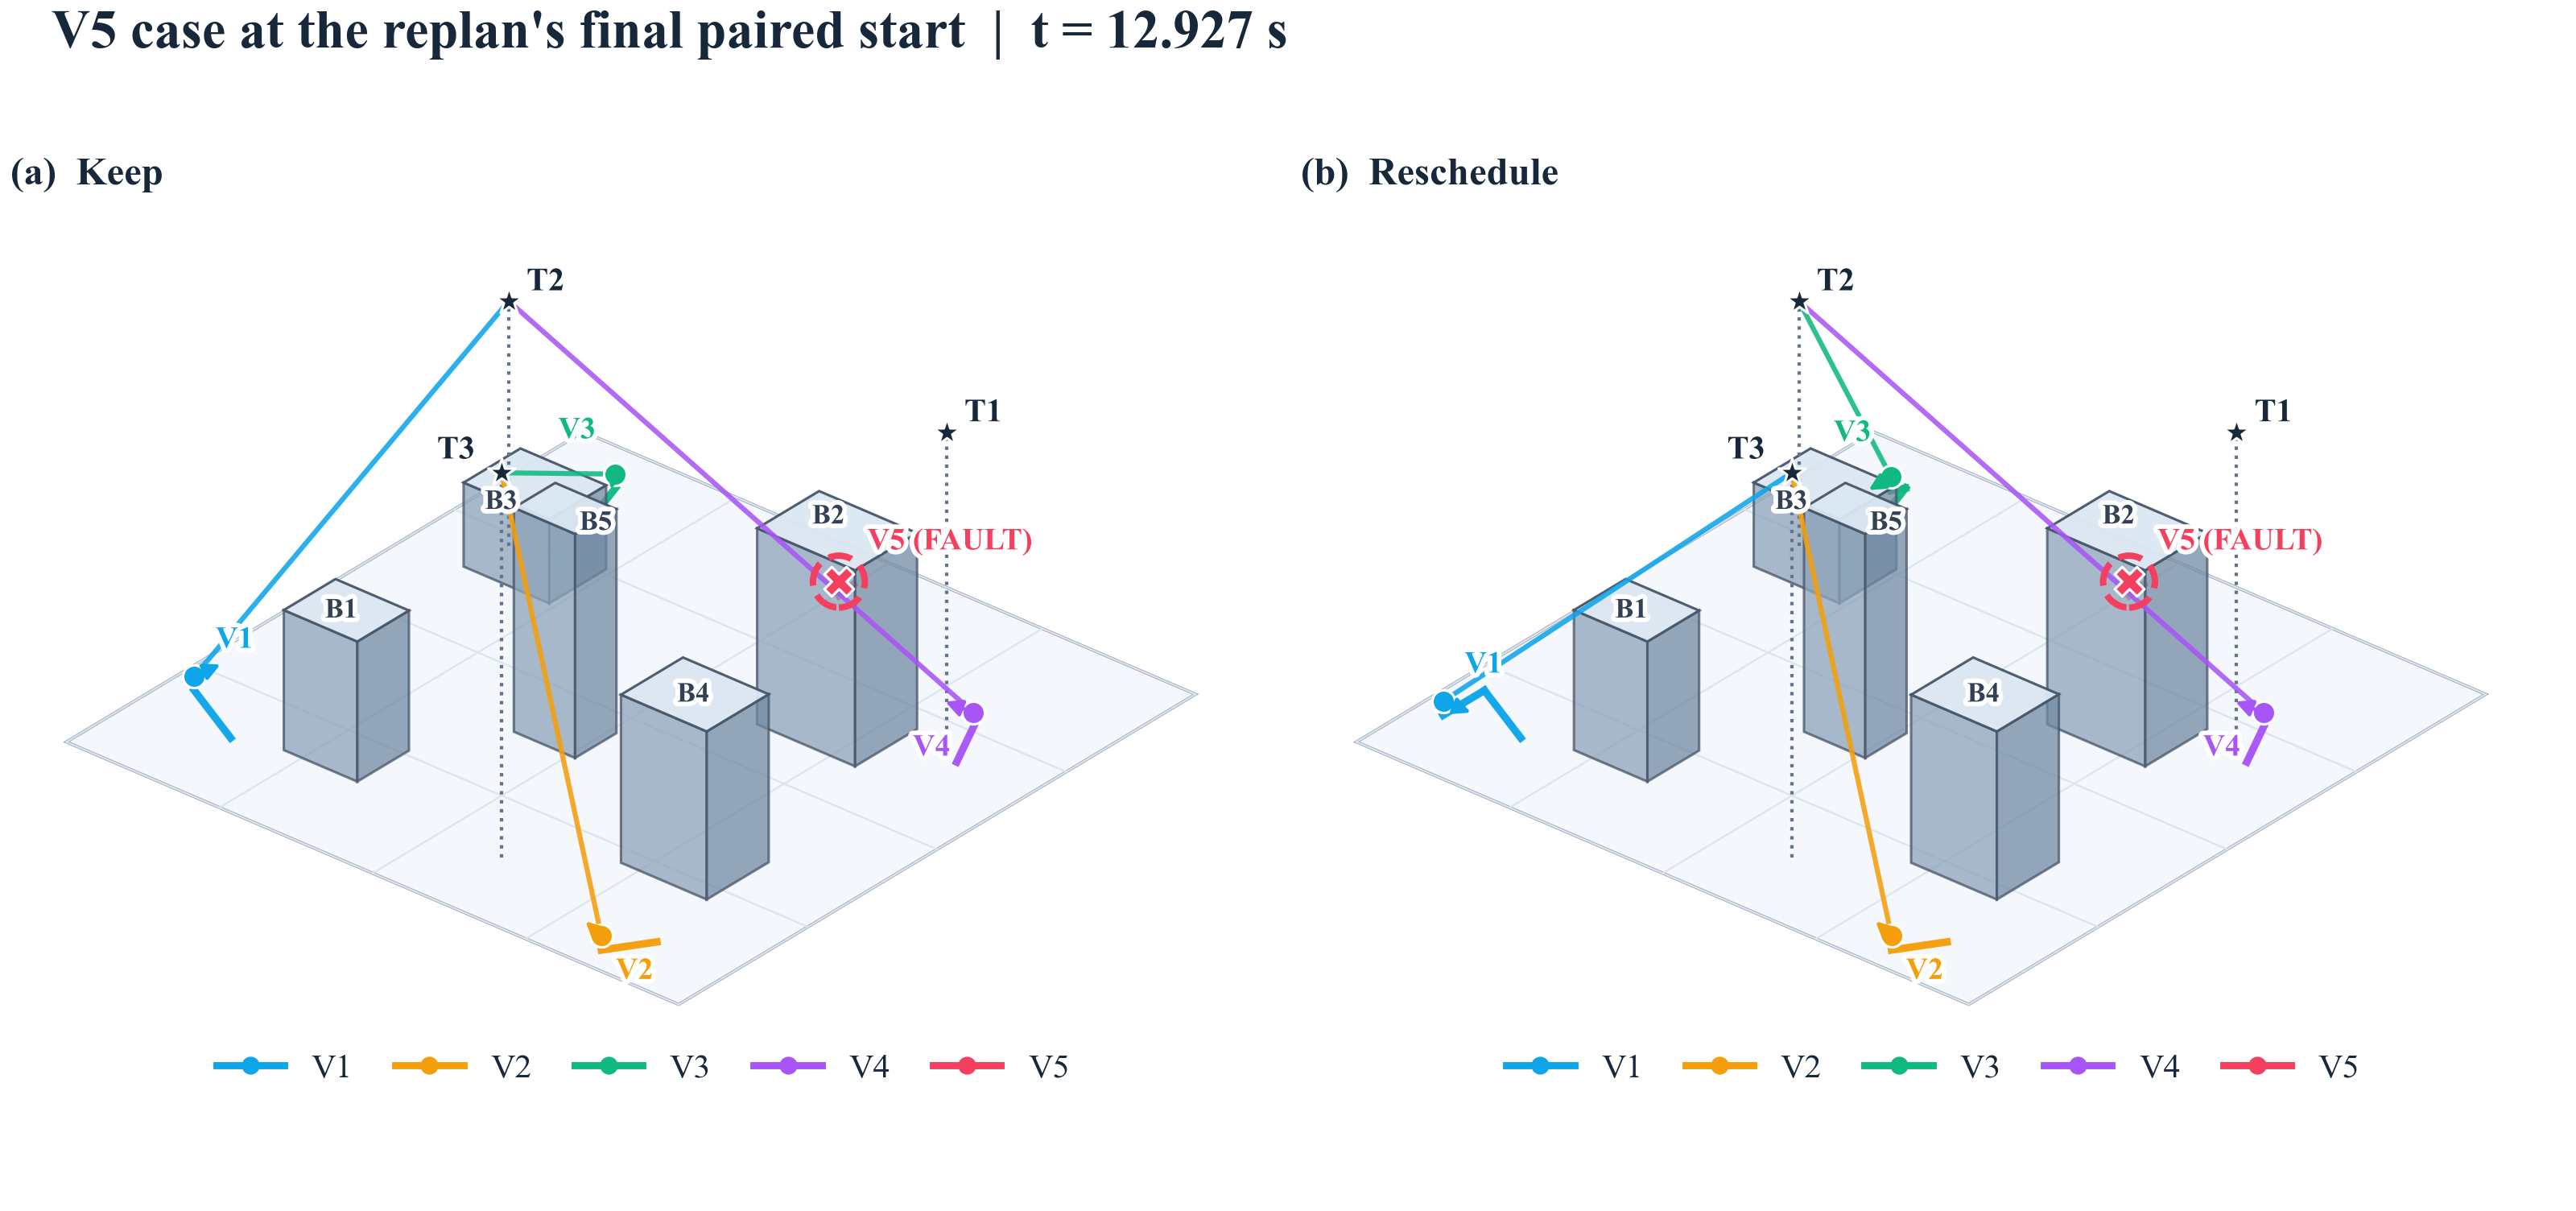 V5 case at the replan's final paired start | t = 12.927 s
(a) Keep
(b) Reschedule
T2
T1
V3
T3
B3
B5
B2
V5 (FAULT)
B1
V1
B4
V4
V2
T2
T1
V3
T3
B3
B5
B2
V5 (FAULT)
B1
V1
B4
V4
V2
V1 V2 V3 V4 V5
V1 V2 V3 V4 V5